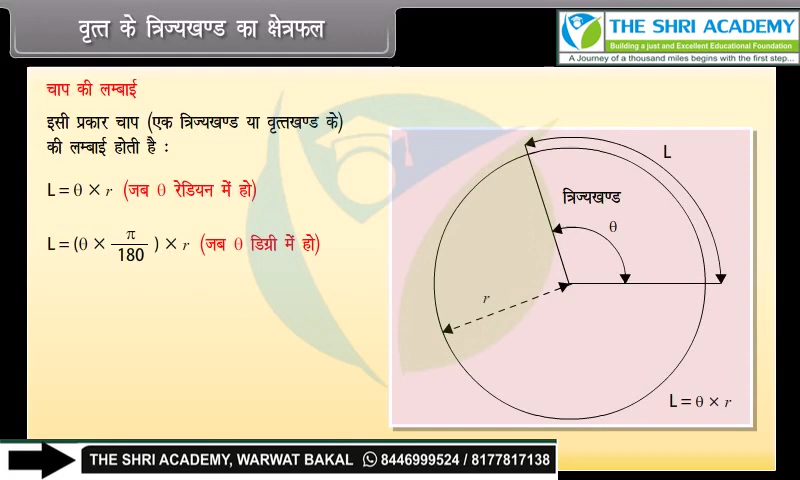 वृत्त के त्रिज्यखण्ड का क्षेत्रफल
THE SHRI ACADEMY
Building a just and Excellent Educational Foundation
A Journey of a thousand miles begins with the first step...
चाप की लम्बाई
इसी प्रकार चाप (एक त्रिज्यखण्ड या वृत्तखण्ड के)
की लम्बाई होती है :
L = θ × r (जब θ रेडियन में हो)
L = (θ × π/180) × r (जब θ डिग्री में हो)
L
त्रिज्यखण्ड
θ
r
L = θ × r
THE SHRI ACADEMY, WARWAT BAKAL 8446999524 / 8177817138